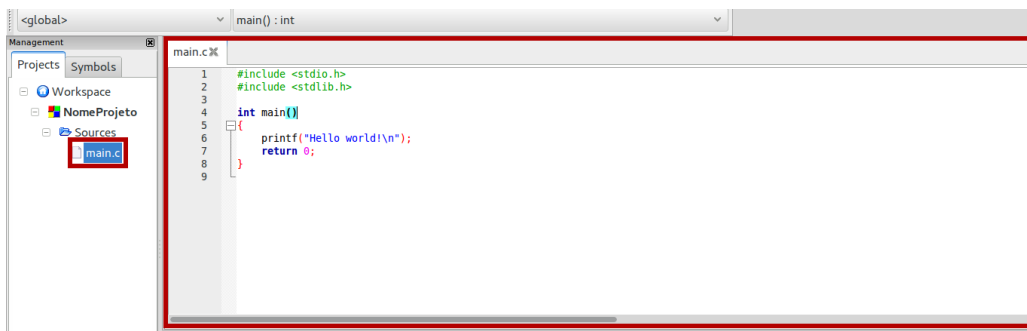 <global>
main() : int
Management
Projects Symbols
Workspace
NomeProjeto
Sources
main.c
main.c
1 #include <stdio.h>
2 #include <stdlib.h>
3
4 int main()
5 {
6 printf("Hello world!\n");
7 return 0;
8 }
9